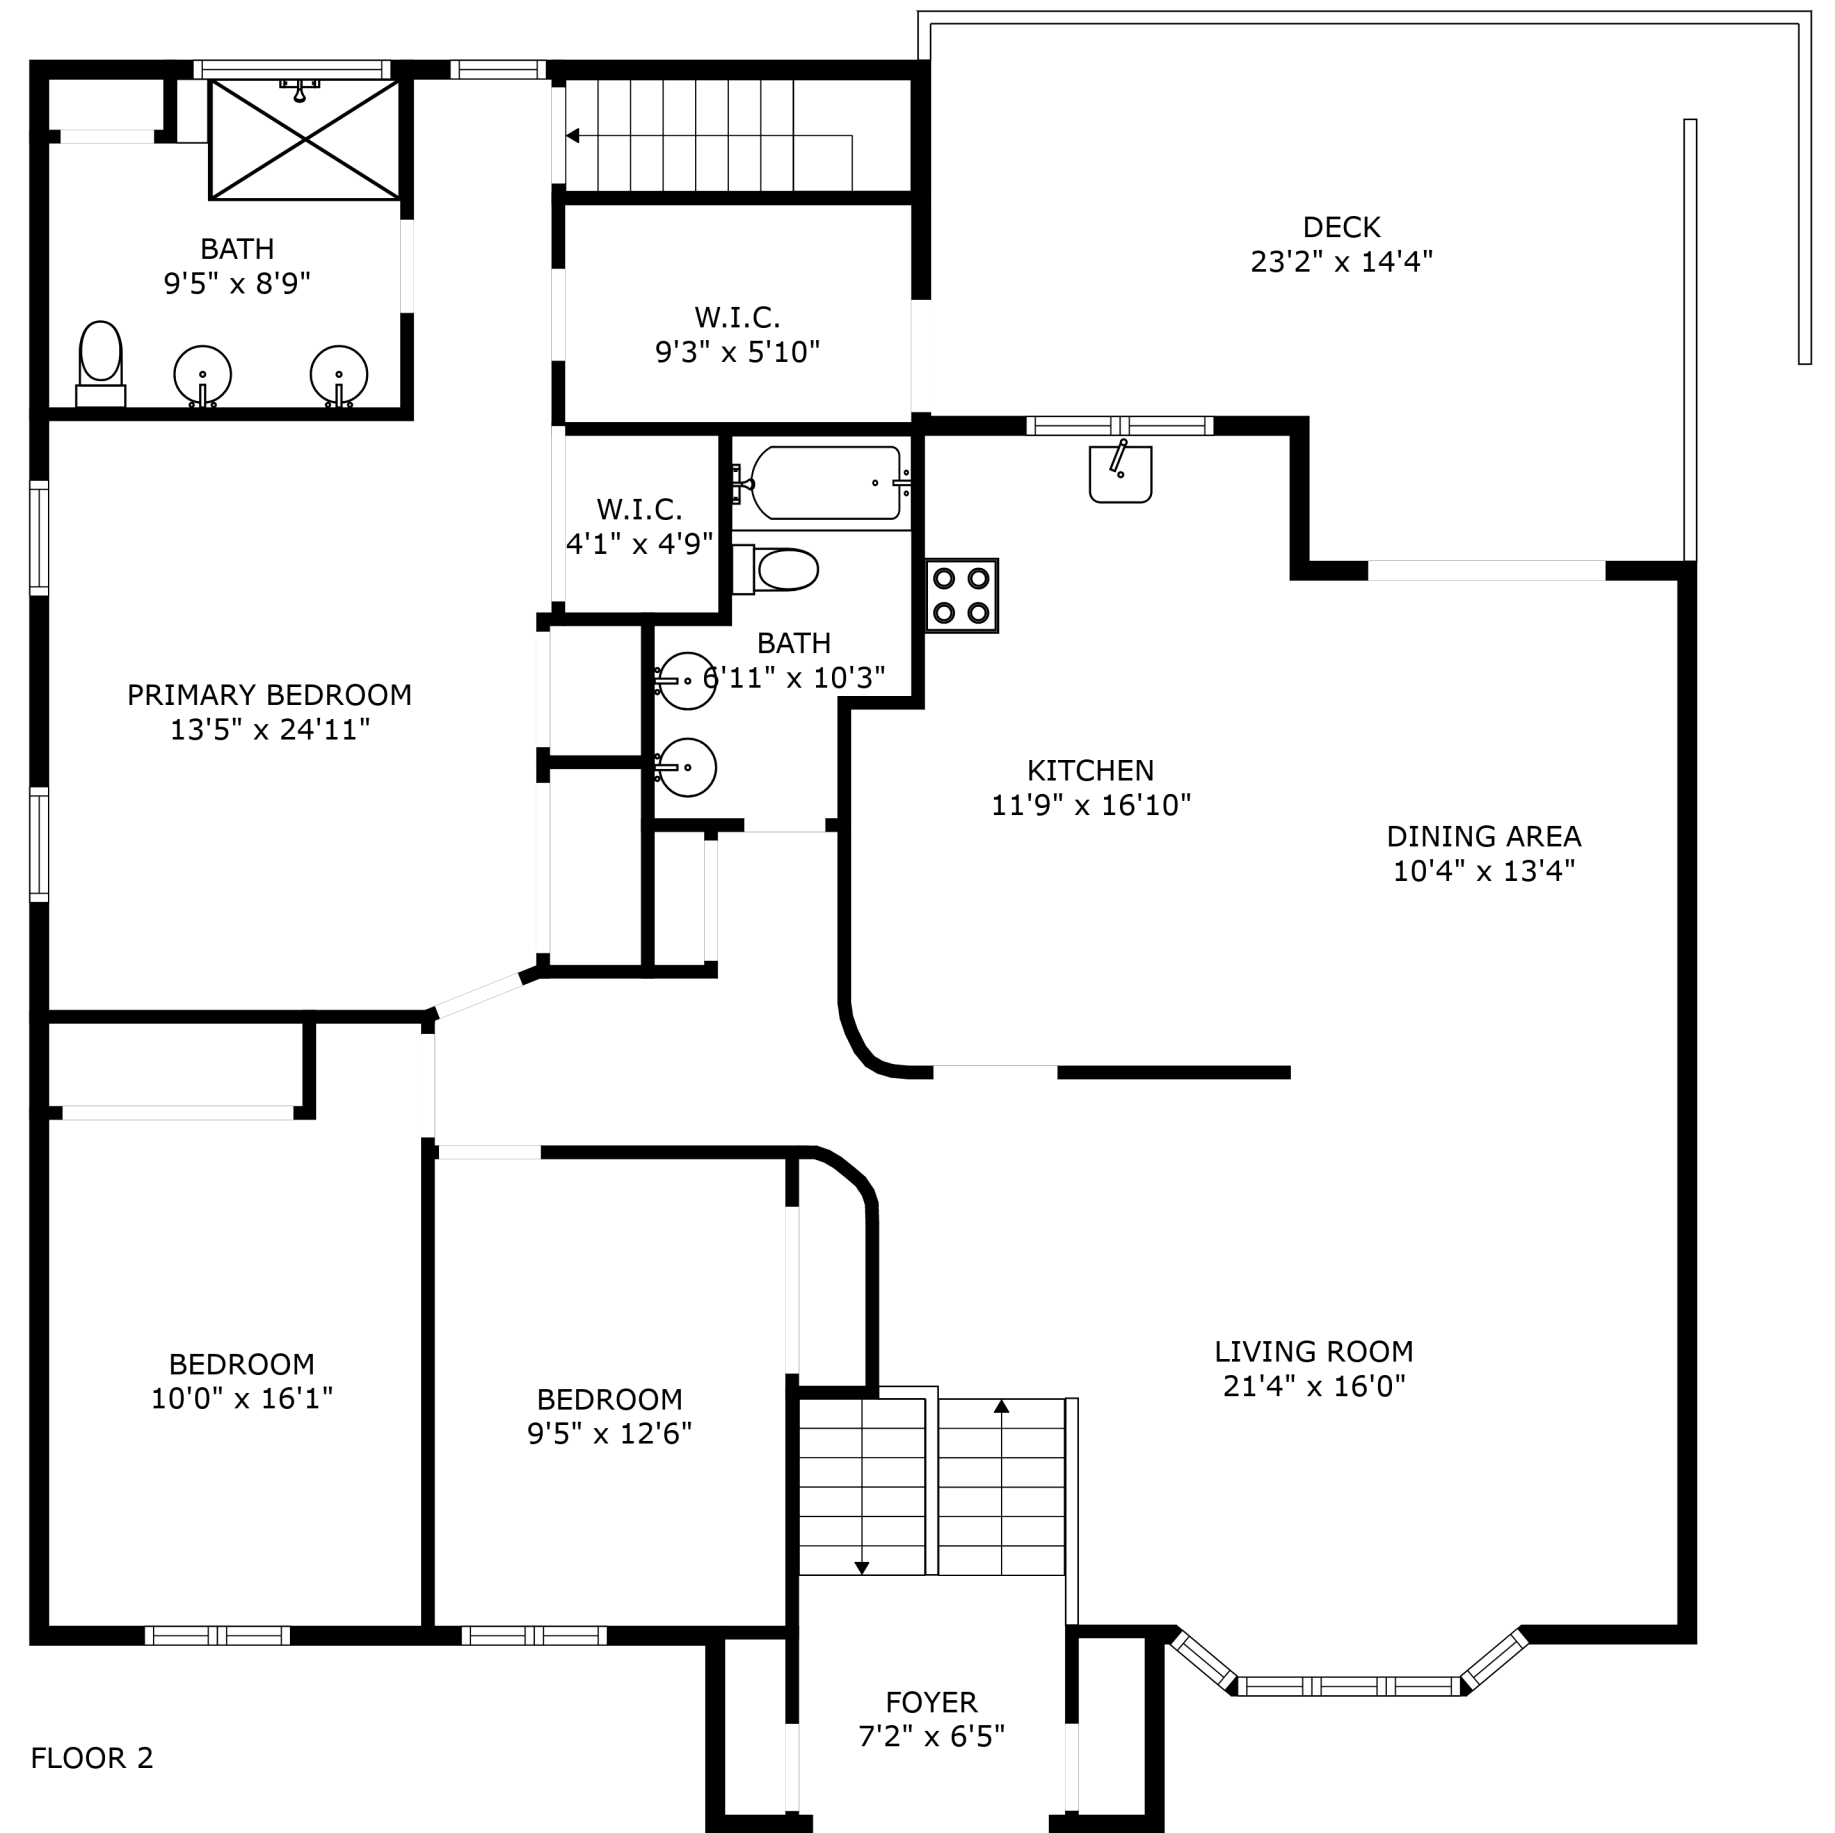 DECK
23'2" x 14'4"
BATH
9'5" x 8'9"
W.I.C.
9'3" x 5'10"
W.I.C.
4'1" x 4'9"
BATH
6'11" x 10'3"
PRIMARY BEDROOM
13'5" x 24'11"
KITCHEN
11'9" x 16'10"
DINING AREA
10'4" x 13'4"
LIVING ROOM
21'4" x 16'0"
BEDROOM
10'0" x 16'1"
BEDROOM
9'5" x 12'6"
FOYER
7'2" x 6'5"
FLOOR 2